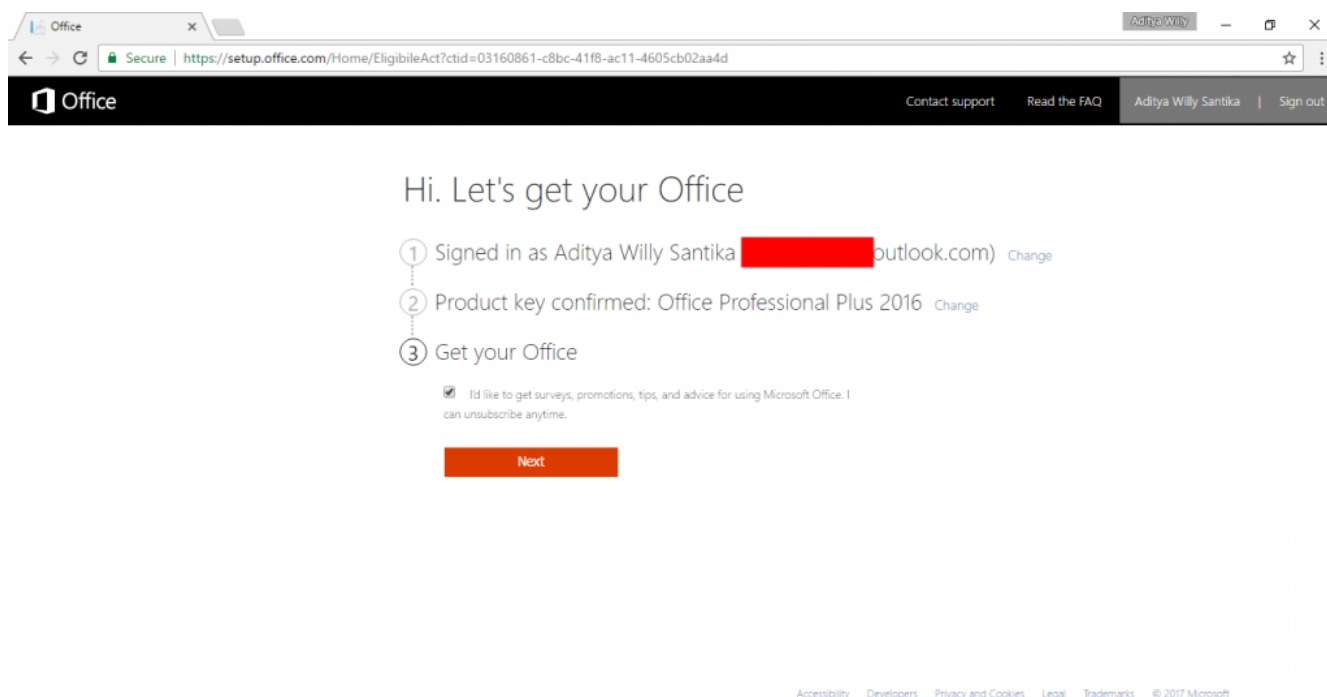 Office
Aditya Willy
Secure | https://setup.office.com/Home/EligibileAct?ctid=03160861-c8bc-41f8-ac11-4605cb02aa4d
Office Contact support Read the FAQ Aditya Willy Santika | Sign out
Hi. Let's get your Office
1 Signed in as Aditya Willy Santika outlook.com) Change
2 Product key confirmed: Office Professional Plus 2016 Change
3 Get your Office
I'd like to get surveys, promotions, tips, and advice for using Microsoft Office. I
can unsubscribe anytime.
Next
Accessibility Developers Privacy and Cookies Legal Trademarks © 2017 Microsoft